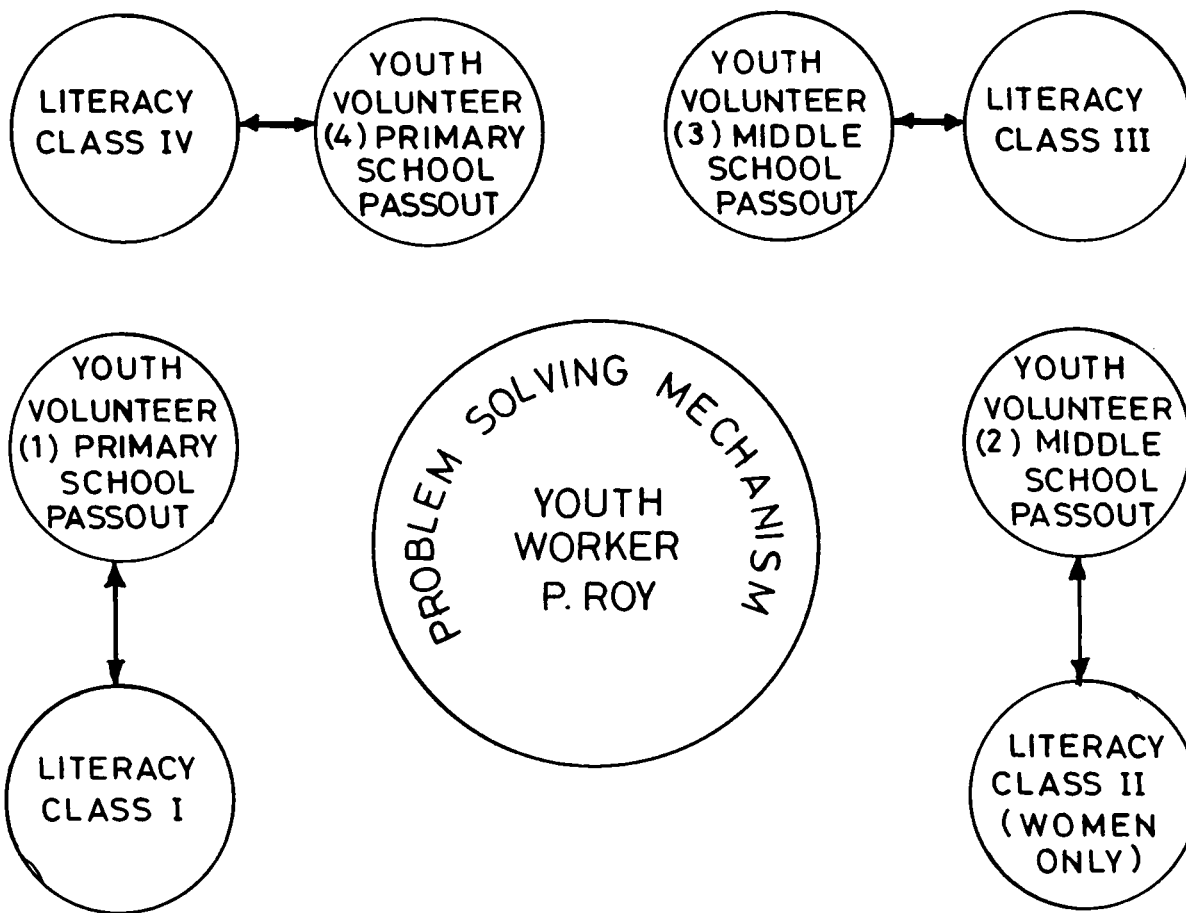 LITERACY
CLASS IV
YOUTH
VOLUNTEER
(4) PRIMARY
SCHOOL
PASSOUT
YOUTH
VOLUNTEER
(3) MIDDLE
SCHOOL
PASSOUT
LITERACY
CLASS III
YOUTH
VOLUNTEER
(1) PRIMARY
SCHOOL
PASSOUT
PROBLEM SOLVING MECHANISM
YOUTH
WORKER
P. ROY
YOUTH
VOLUNTEER
(2) MIDDLE
SCHOOL
PASSOUT
LITERACY
CLASS I
LITERACY
CLASS II
(WOMEN
ONLY)